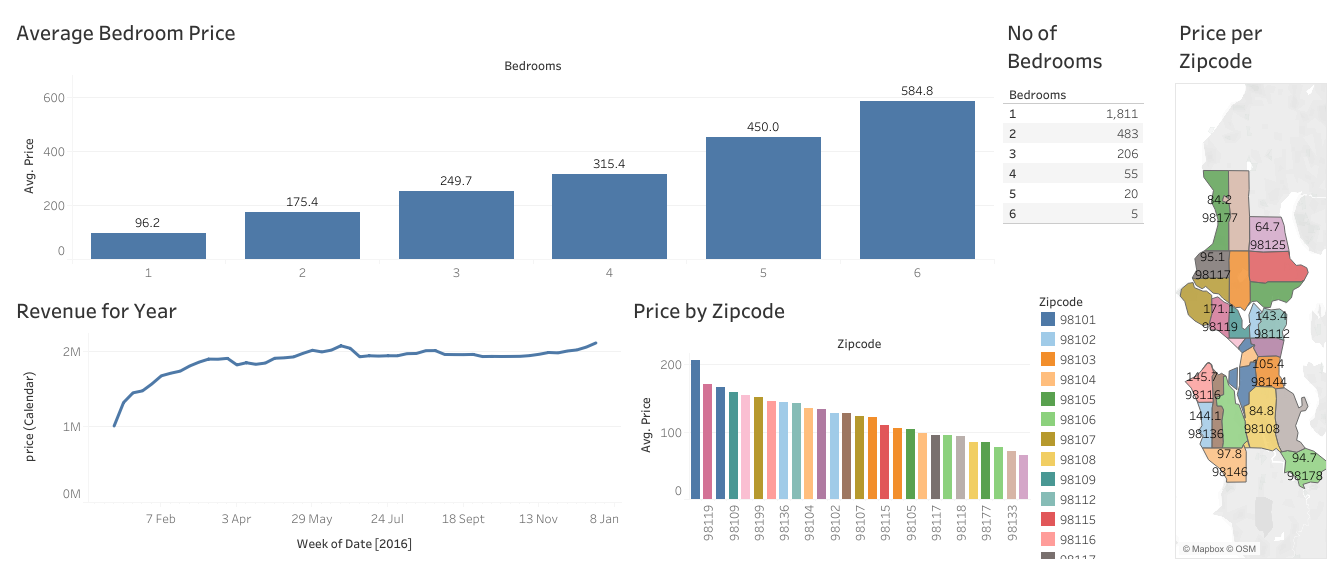 Average Bedroom Price
Bedrooms
Avg. Price
600
400
200
0
96.2
175.4
249.7
315.4
450.0
584.8
1
2
3
4
5
6
No of
Bedrooms
Bedrooms
1 1,811
2 483
3 206
4 55
5 20
6 5
Price per
Zipcode
84.2
98177
64.7
98125
95.1
98117
171.1
98119
143.4
98112
105.4
98144
145.7
98116
144.1
98136
84.8
98108
97.8
98146
94.7
98178
© Mapbox © OSM
Revenue for Year
price (Calendar)
2M
1M
0M
7 Feb
3 Apr
29 May
24 Jul
18 Sept
13 Nov
8 Jan
Week of Date [2016]
Price by Zipcode
Zipcode
Avg. Price
200
100
0
98119
98109
98199
98136
98104
98102
98107
98115
98105
98117
98118
98177
98133
Zipcode
98101
98102
98103
98104
98105
98106
98107
98108
98109
98112
98115
98116
98117